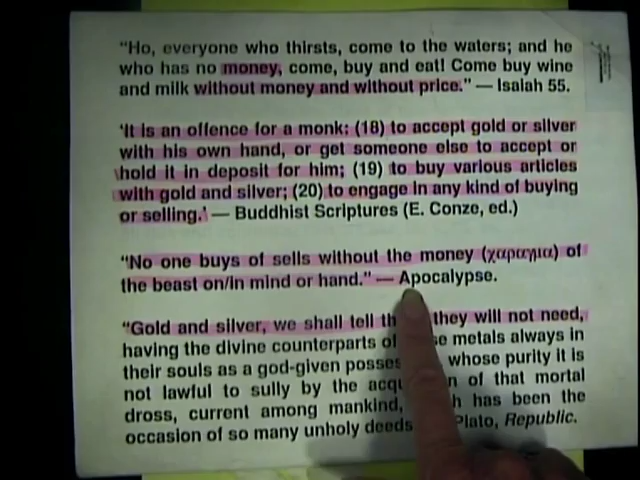 "Ho, everyone who thirsts, come to the waters; and he
who has no money, come, buy and eat! Come buy wine
and milk without money and without price." — Isaiah 55.
'It is an offence for a monk; (18) to accept gold or silver
with his own hand, or get someone else to accept or
hold it in deposit for him; (19) to buy various articles
with gold and silver; (20) to engage in any kind of buying
or selling.' — Buddhist Scriptures (E. Conze, ed.)
"No one buys of sells without the money (χαραγμα) of
the beast on/in mind or hand." — Apocalypse.
"Gold and silver, we shall tell they will not need,
having the divine counterparts of metals always in
their souls as a god-given whose purity it is
not lawful to sully by the of that mortal
dross, current among mankind, has been the
occasion of so many unholy deeds Plato, Republic.